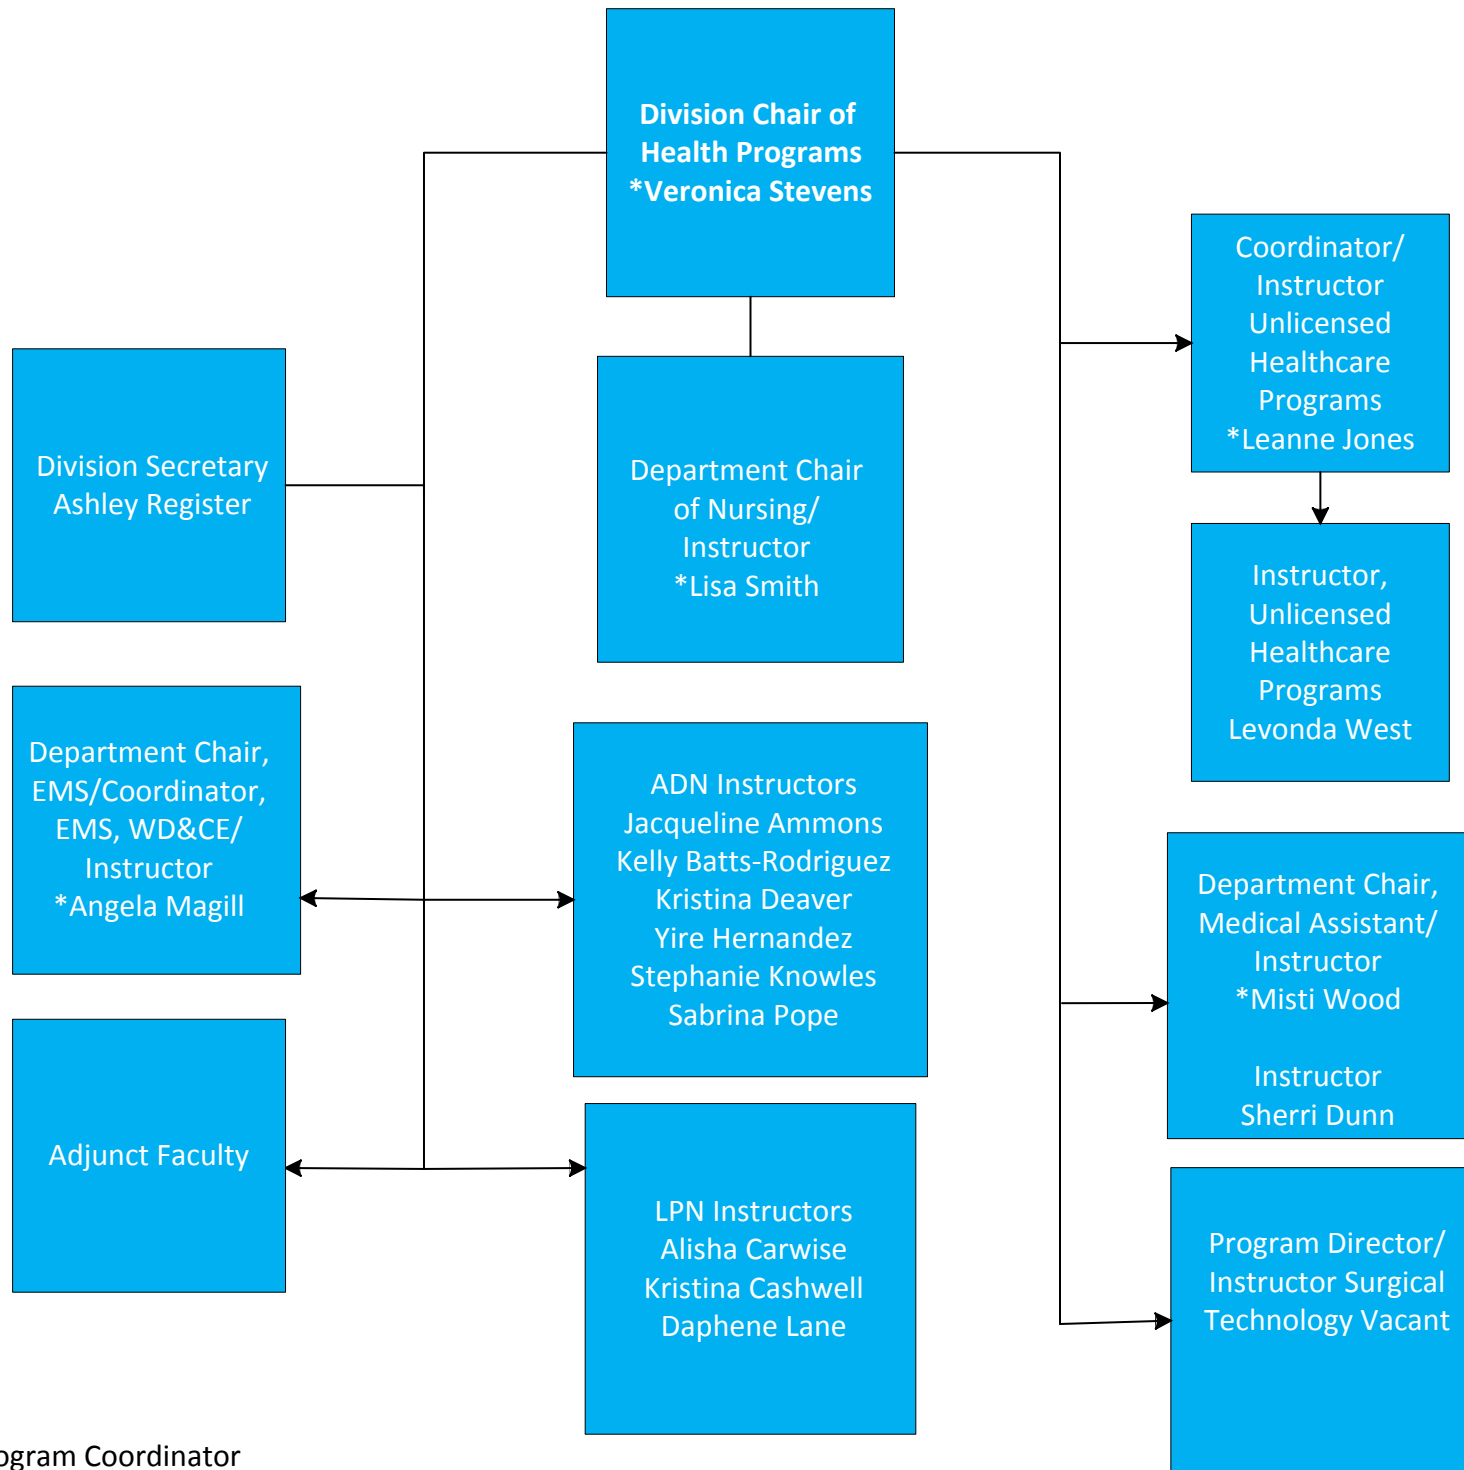 Division Chair of
Health Programs
*Veronica Stevens
Coordinator/
Instructor
Unlicensed
Healthcare
Programs
*Leanne Jones
Division Secretary
Ashley Register
Department Chair
of Nursing/
Instructor
*Lisa Smith
Instructor,
Unlicensed
Healthcare
Programs
Levonda West
Department Chair,
EMS/Coordinator,
EMS, WD&CE/
Instructor
*Angela Magill
ADN Instructors
Jacqueline Ammons
Kelly Batts-Rodriguez
Kristina Deaver
Yire Hernandez
Stephanie Knowles
Sabrina Pope
Department Chair,
Medical Assistant/
Instructor
*Misti Wood
Instructor
Sherri Dunn
Adjunct Faculty
LPN Instructors
Alisha Carwise
Kristina Cashwell
Daphene Lane
Program Director/
Instructor Surgical
Technology Vacant
Coordinator